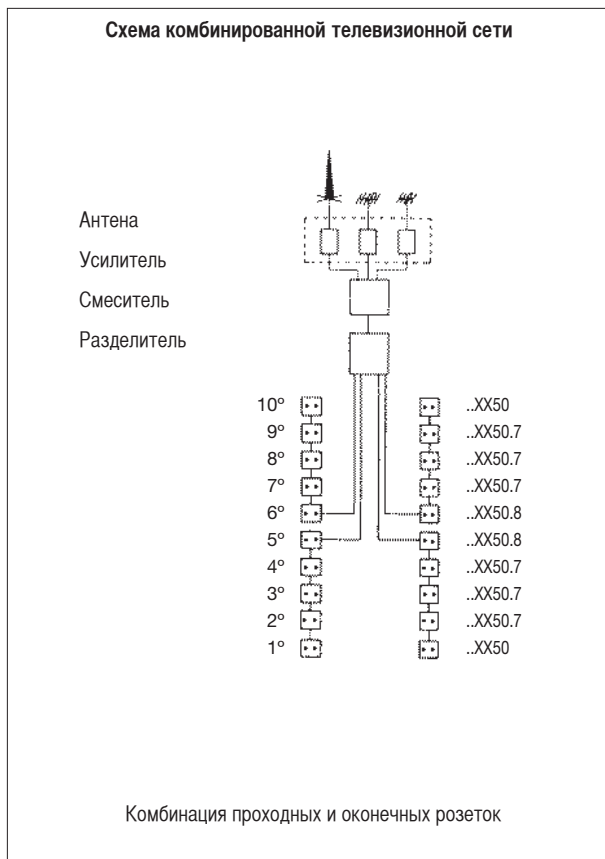 Схема комбинированной телевизионной сети
Антена
Усилитель
Смеситель
Разделитель
10º ..XX50
9º ..XX50.7
8º ..XX50.7
7º ..XX50.7
6º ..XX50.8
5º ..XX50.8
4º ..XX50.7
3º ..XX50.7
2º ..XX50.7
1º ..XX50
Комбинация проходных и оконечных розеток